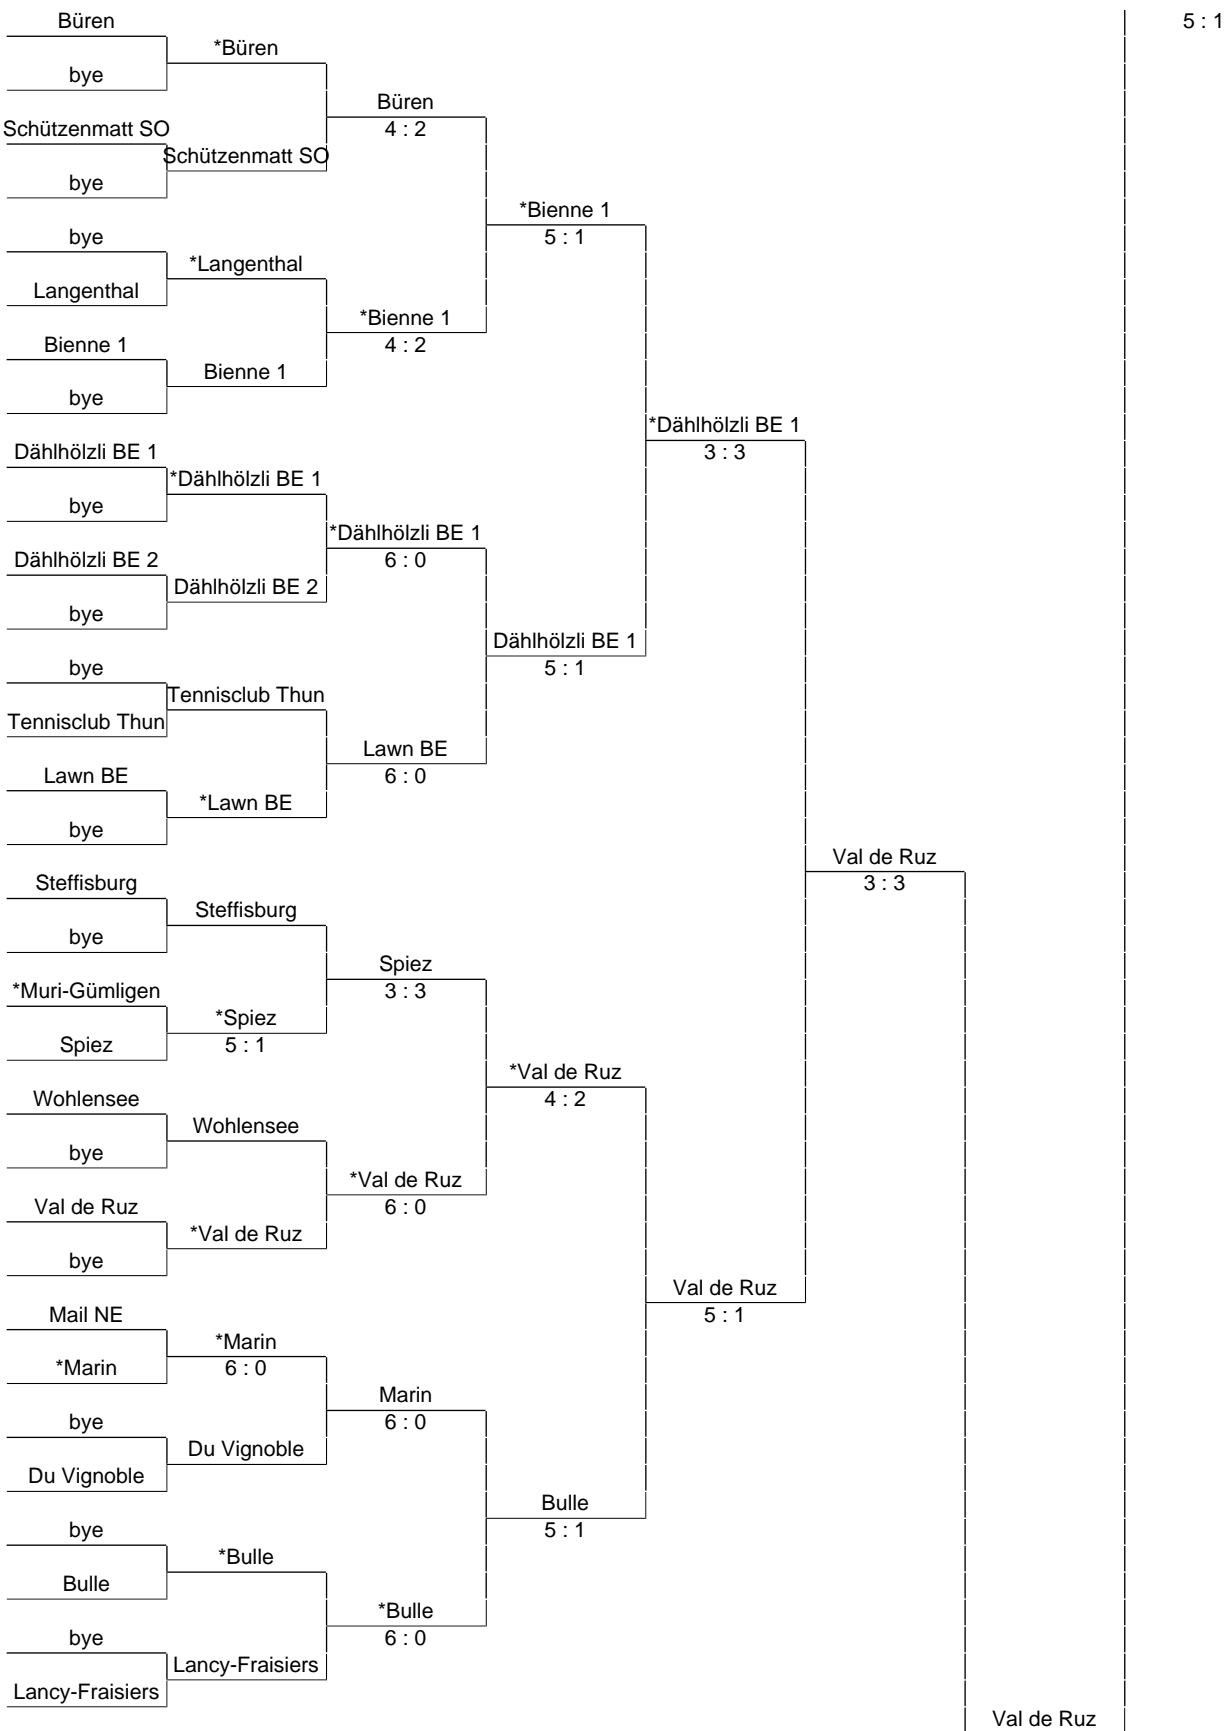 Büren
5 : 1
*Büren
bye
Büren
4 : 2
Schützenmatt SO
Schützenmatt SO
bye
*Bienne 1
5 : 1
bye
*Langenthal
Langenthal
*Bienne 1
4 : 2
Bienne 1
Bienne 1
bye
*Dählhölzli BE 1
3 : 3
Dählhölzli BE 1
*Dählhölzli BE 1
bye
*Dählhölzli BE 1
6 : 0
Dählhölzli BE 2
Dählhölzli BE 2
bye
Dählhölzli BE 1
5 : 1
bye
Tennisclub Thun
Tennisclub Thun
Lawn BE
6 : 0
Lawn BE
*Lawn BE
bye
Val de Ruz
3 : 3
Steffisburg
Steffisburg
bye
Spiez
3 : 3
*Muri-Gümligen
*Spiez
5 : 1
Spiez
*Val de Ruz
4 : 2
Wohlensee
Wohlensee
bye
*Val de Ruz
6 : 0
Val de Ruz
*Val de Ruz
bye
Val de Ruz
5 : 1
Mail NE
*Marin
6 : 0
*Marin
Marin
6 : 0
bye
Du Vignoble
Du Vignoble
Bulle
5 : 1
bye
*Bulle
Bulle
*Bulle
6 : 0
bye
Lancy-Fraisiers
Lancy-Fraisiers
Val de Ruz